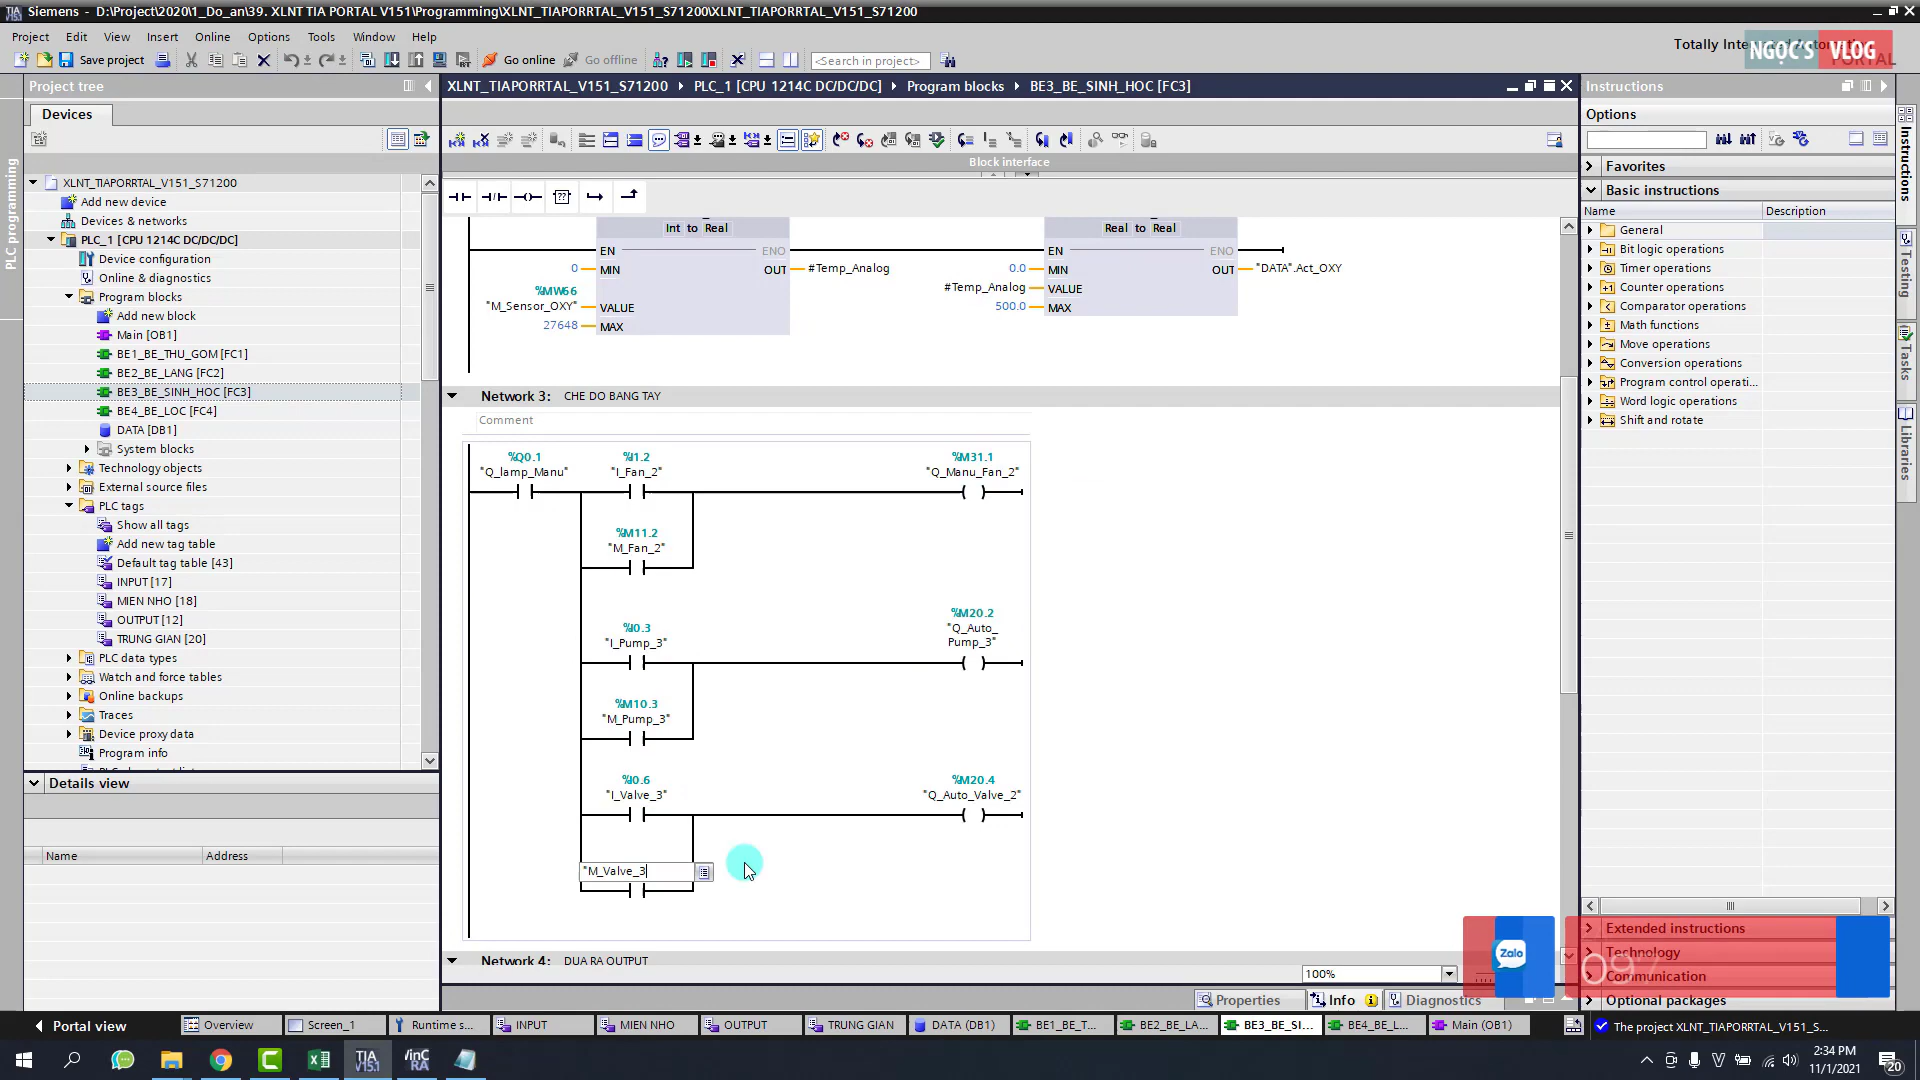 Siemens - D:\Project\2020\1_Do_an\39. XLNT TIA PORTAL V151\Programming\XLNT_TIAPORRTAL_V151_S71200\XLNT_TIAPORRTAL_V151_S71200
Project Edit View Insert Online Options Tools Window Help
Totally Inte
PORTAL
NGỌC'S VLOG
Save project
Go online
Go offline
<Search in project>
Project tree
XLNT_TIAPORRTAL_V151_S71200 PLC_1 [CPU 1214C DC/DC/DC] Program blocks BE3_BE_SINH_HOC [FC3]
Instructions
Devices
Options
PLC programming
Block interface
XLNT_TIAPORRTAL_V151_S71200
Add new device
Devices & networks
PLC_1 [CPU 1214C DC/DC/DC]
Device configuration
Online & diagnostics
Program blocks
Add new block
Main [OB1]
BE1_BE_THU_GOM [FC1]
BE2_BE_LANG [FC2]
BE3_BE_SINH_HOC [FC3]
BE4_BE_LOC [FC4]
DATA [DB1]
System blocks
Technology objects
External source files
PLC tags
Show all tags
Add new tag table
Default tag table [43]
INPUT [17]
MIEN NHO [18]
OUTPUT [12]
TRUNG GIAN [20]
PLC data types
Watch and force tables
Online backups
Traces
Device proxy data
Program info
Details view
Name Address
Int to Real
EN ENO
0 MIN OUT #Temp_Analog
%MW66
"M_Sensor_OXY" VALUE
27648 MAX
Real to Real
EN ENO
0.0 MIN OUT "DATA".Act_OXY
#Temp_Analog VALUE
500.0 MAX
Network 3: CHE DO BANG TAY
Comment
%Q0.1 %I1.2 %M31.1
"Q_lamp_Manu" "I_Fan_2" "Q_Manu_Fan_2"
%M11.2
"M_Fan_2"
%I0.3 %M20.2
"I_Pump_3" "Q_Auto_
Pump_3"
%M10.3
"M_Pump_3"
%I0.6 %M20.4
"I_Valve_3" "Q_Auto_Valve_2"
"M_Valve_3
Network 4: DUA RA OUTPUT
100%
Properties Info Diagnostics
Favorites
Basic instructions
Name Description
General
Bit logic operations
Timer operations
Counter operations
Comparator operations
Math functions
Move operations
Conversion operations
Program control operati...
Word logic operations
Shift and rotate
Extended instructions
Technology
Communication
Optional packages
Zalo
097
Instructions
Testing
Tasks
Libraries
Portal view Overview Screen_1 Runtime s... INPUT MIEN NHO OUTPUT TRUNG GIAN DATA (DB1) BE1_BE_T... BE2_BE_LA... BE3_BE_SI... BE4_BE_L... Main (OB1)
The project XLNT_TIAPORRTAL_V151_S...
TIA
V15.1
2:34 PM
11/1/2021
20